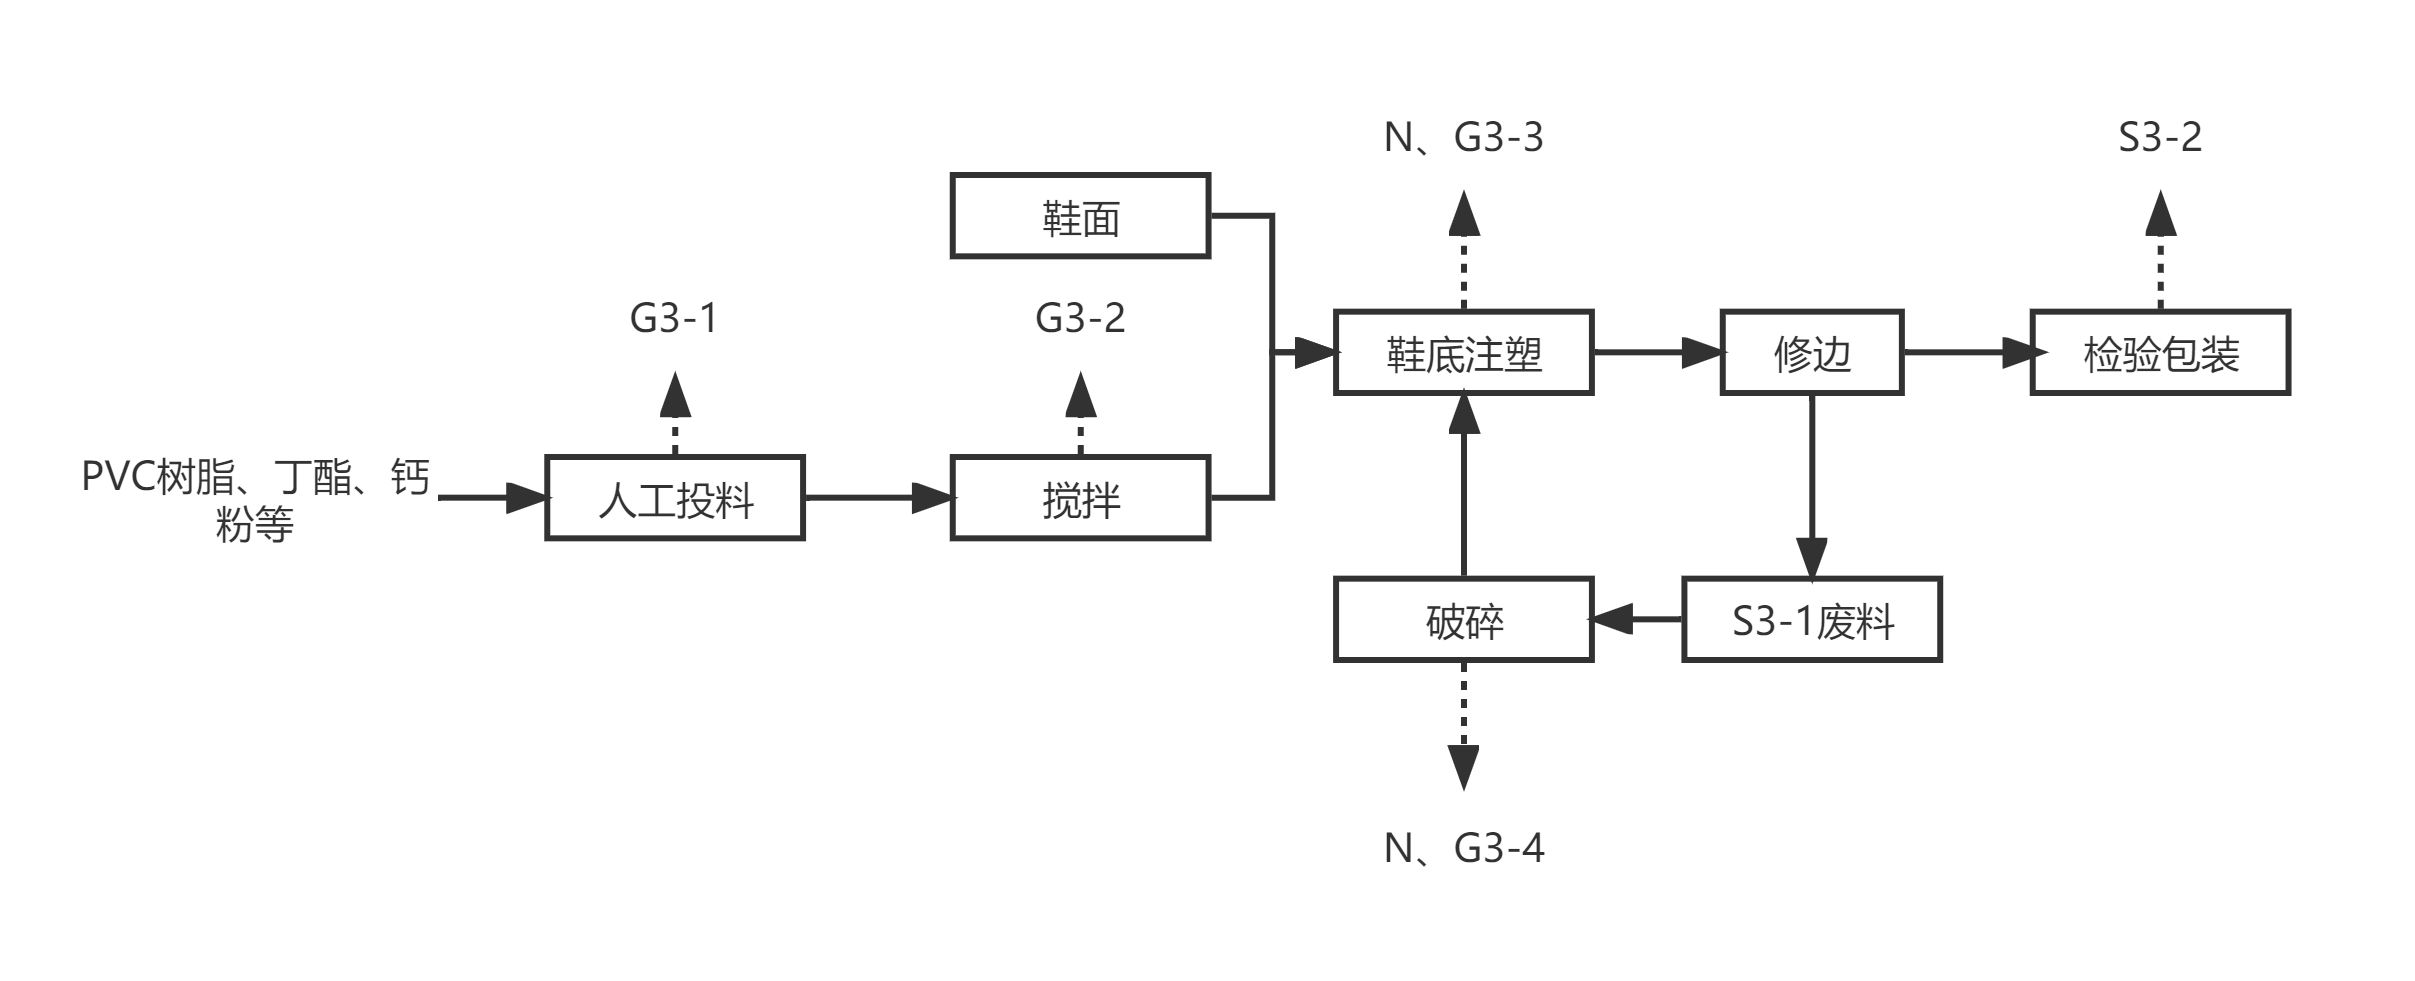 N、G3-3
S3-2
鞋面
G3-1
G3-2
鞋底注塑
修边
检验包装
PVC树脂、丁酯、钙
粉等
人工投料
搅拌
破碎
S3-1废料
N、G3-4